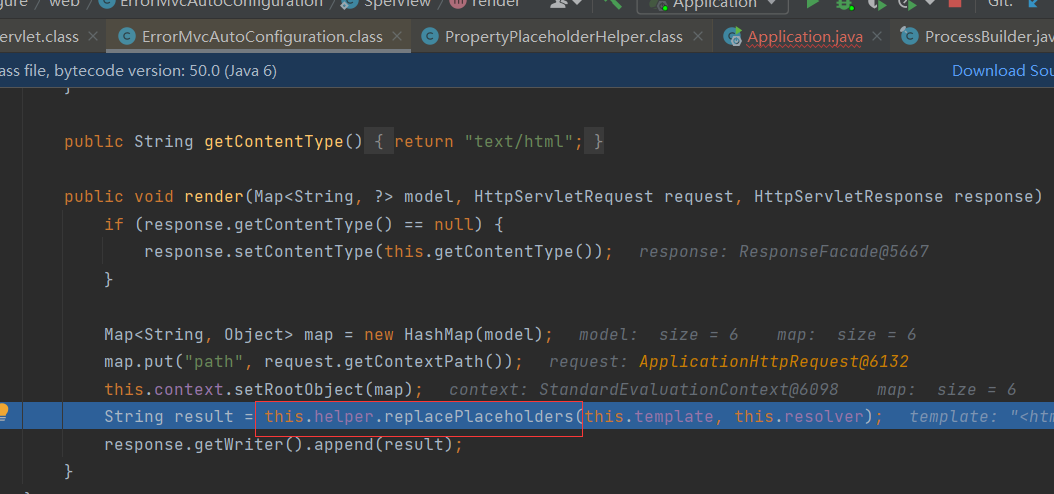 web ErrorMvcAutoConfiguration SpelView render Application Git:
ervlet.class ErrorMvcAutoConfiguration.class PropertyPlaceholderHelper.class Application.java ProcessBuilder.jav
ass file, bytecode version: 50.0 (Java 6) Download Sou
}
public String getContentType() { return "text/html"; }
public void render(Map<String, ?> model, HttpServletRequest request, HttpServletResponse response)
if (response.getContentType() == null) {
response.setContentType(this.getContentType()); response: ResponseFacade@5667
}
Map<String, Object> map = new HashMap(model); model: size = 6 map: size = 6
map.put("path", request.getContextPath()); request: ApplicationHttpRequest@6132
this.context.setRootObject(map); context: StandardEvaluationContext@6098 map: size = 6
String result = this.helper.replacePlaceholders(this.template, this.resolver); template: "<htm
response.getWriter().append(result);
}